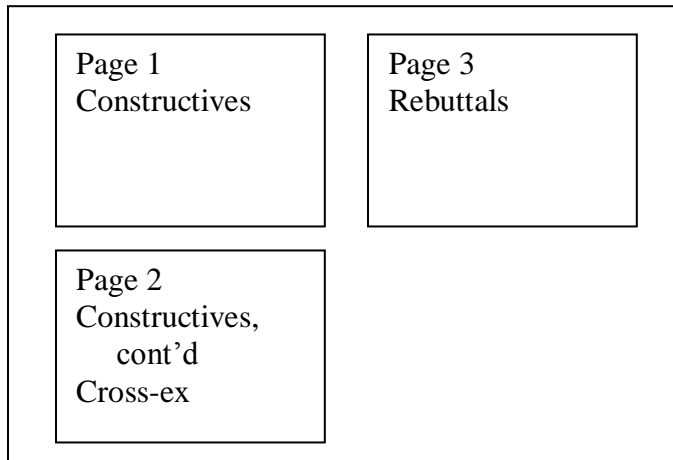 Page 1
Constructives
Page 3
Rebuttals
Page 2
Constructives,
cont’d
Cross-ex